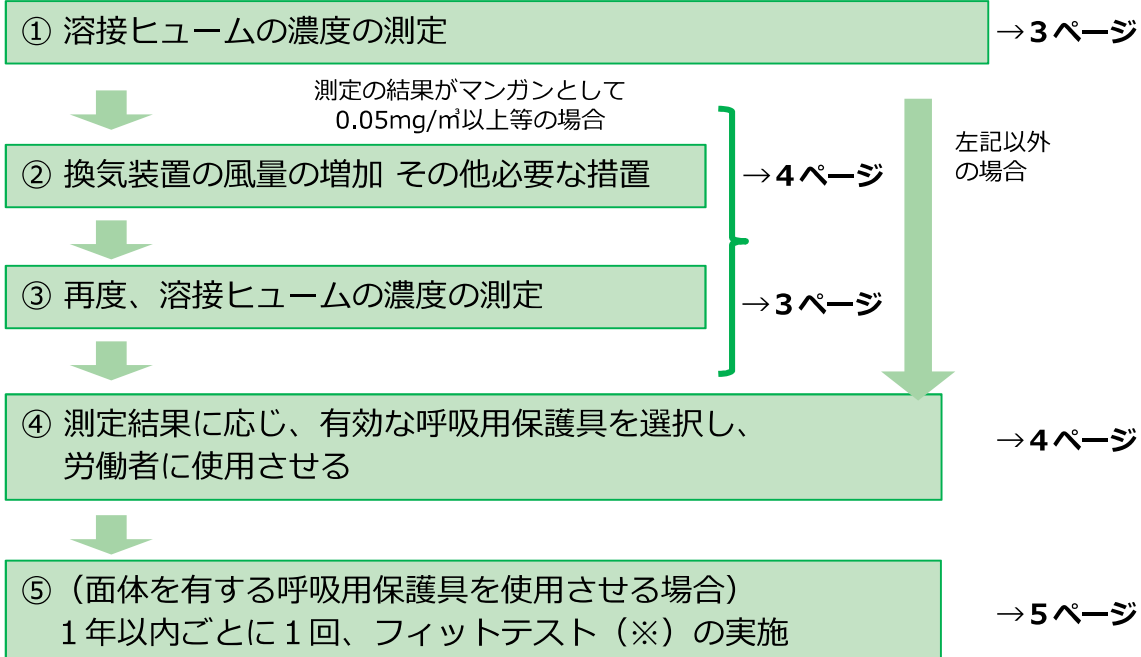 ① 溶接ヒュームの濃度の測定
→3ページ
測定の結果がマンガンとして
0.05mg/㎥以上等の場合
左記以外
の場合
② 換気装置の風量の増加 その他必要な措置
→4ページ
③ 再度、溶接ヒュームの濃度の測定
→3ページ
④ 測定結果に応じ、有効な呼吸用保護具を選択し、
労働者に使用させる
→4ページ
⑤（面体を有する呼吸用保護具を使用させる場合）
１年以内ごとに１回、フィットテスト（※）の実施
→5ページ